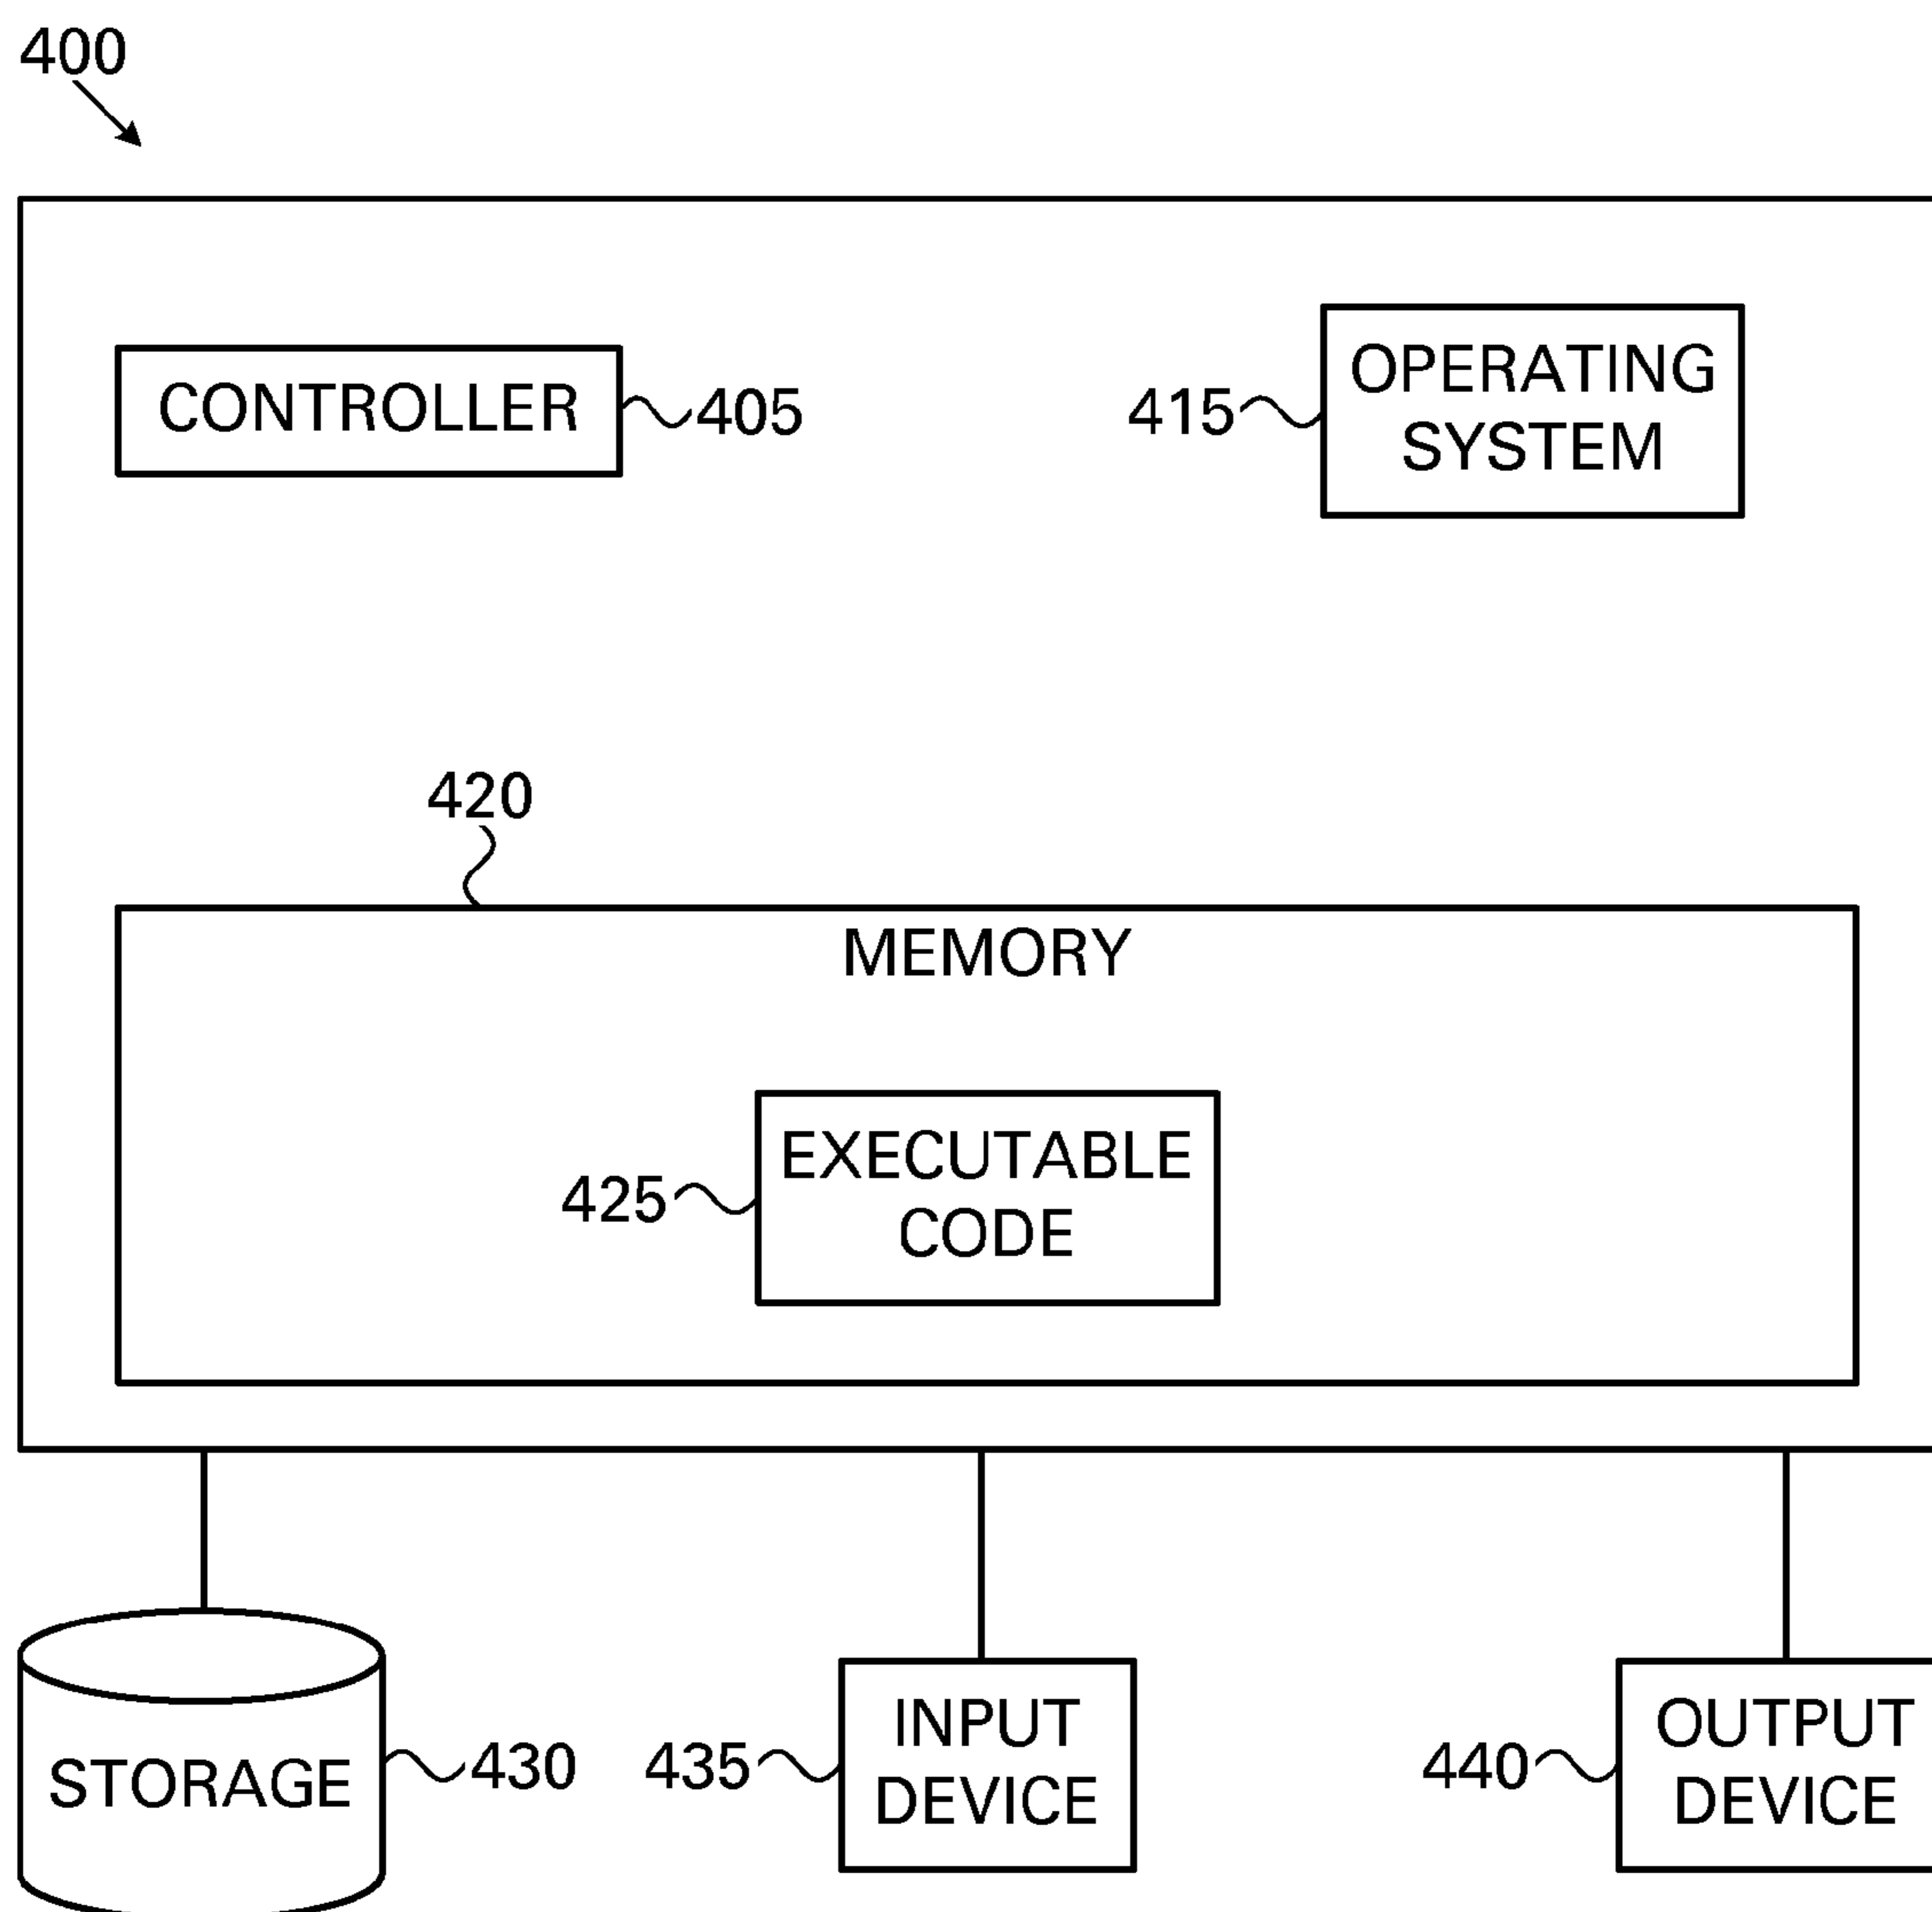 400
CONTROLLER
405
415
OPERATING
SYSTEM
420
MEMORY
425
EXECUTABLE
CODE
STORAGE
430
435
INPUT
DEVICE
440
OUTPUT
DEVICE